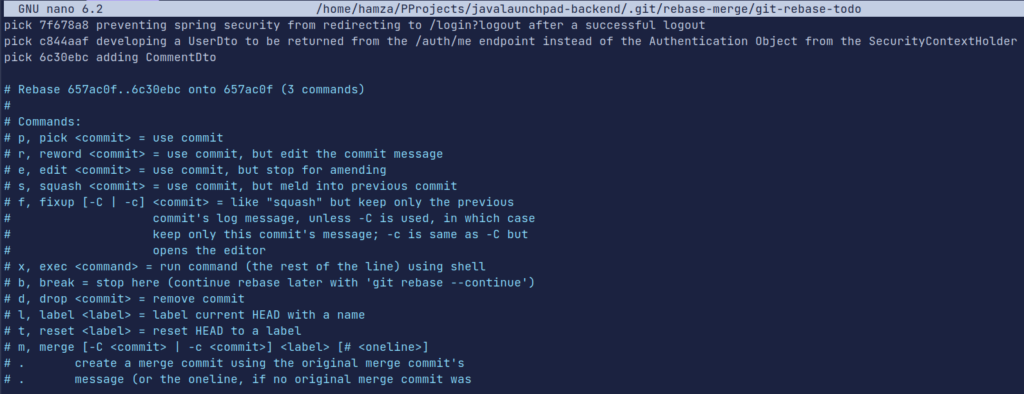 GNU nano 6.2 /home/hamza/PProjects/javalaunchpad-backend/.git/rebase-merge/git-rebase-todo
pick 7f678a8 preventing spring security from redirecting to /login?logout after a successful logout
pick c844aaf developing a UserDto to be returned from the /auth/me endpoint instead of the Authentication Object from the SecurityContextHolder
pick 6c30ebc adding CommentDto

# Rebase 657ac0f..6c30ebc onto 657ac0f (3 commands)
#
# Commands:
# p, pick <commit> = use commit
# r, reword <commit> = use commit, but edit the commit message
# e, edit <commit> = use commit, but stop for amending
# s, squash <commit> = use commit, but meld into previous commit
# f, fixup [-C | -c] <commit> = like "squash" but keep only the previous
#                    commit's log message, unless -C is used, in which case
#                    keep only this commit's message; -c is same as -C but
#                    opens the editor
# x, exec <command> = run command (the rest of the line) using shell
# b, break = stop here (continue rebase later with 'git rebase --continue')
# d, drop <commit> = remove commit
# l, label <label> = label current HEAD with a name
# t, reset <label> = reset HEAD to a label
# m, merge [-C <commit> | -c <commit>] <label> [# <oneline>]
# .       create a merge commit using the original merge commit's
# .       message (or the oneline, if no original merge commit was